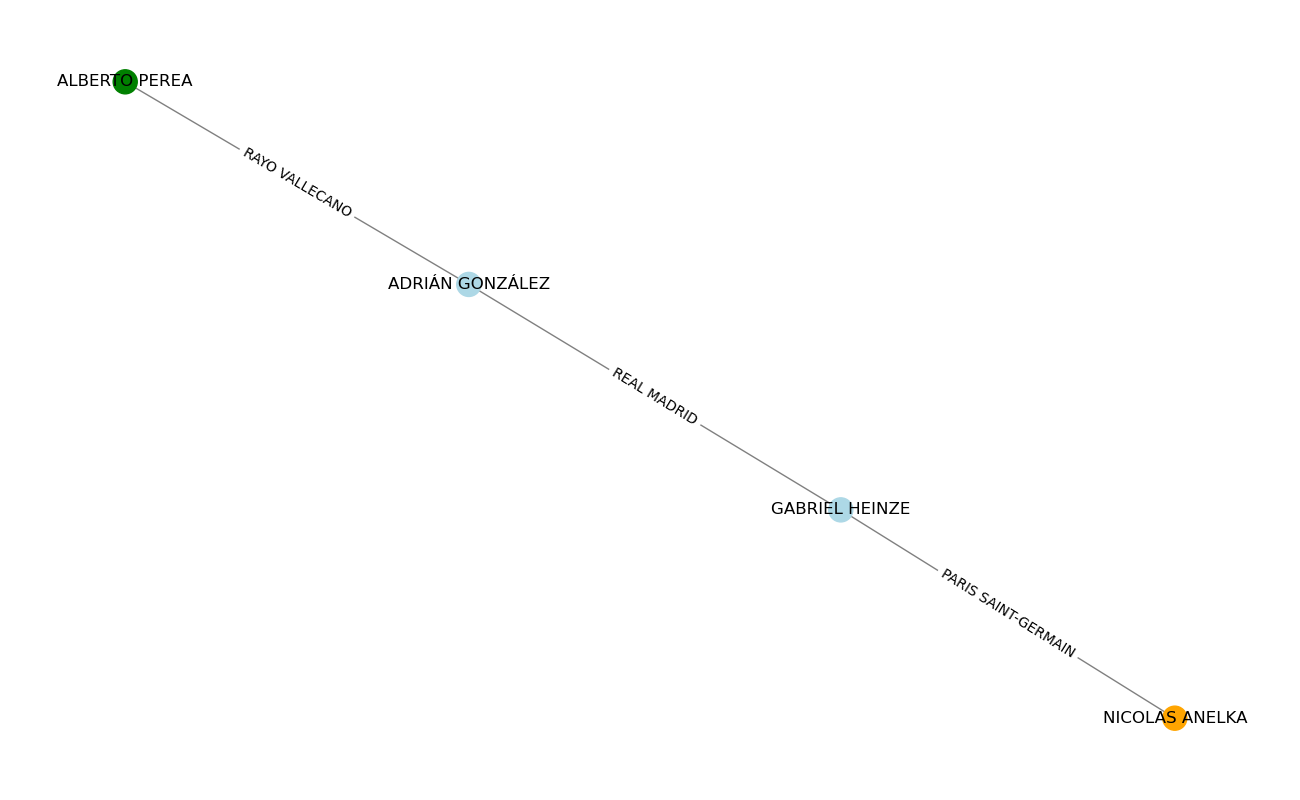 ALBERTO PEREA
RAYO VALLECANO
ADRIÁN GONZÁLEZ
REAL MADRID
GABRIEL HEINZE
PARIS SAINT-GERMAIN
NICOLAS ANELKA